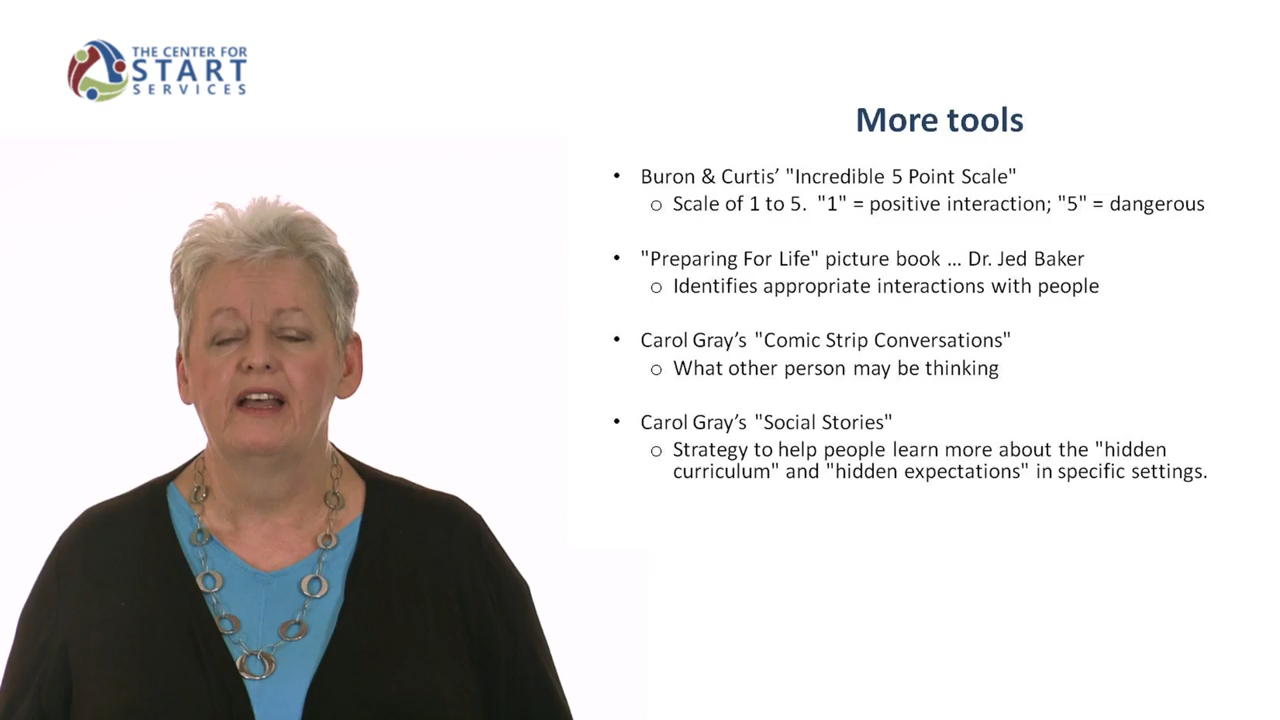 THE CENTER FOR
START
SERVICES
More tools
• Buron & Curtis’ "Incredible 5 Point Scale"
o Scale of 1 to 5.  "1" = positive interaction; "5" = dangerous
• "Preparing For Life" picture book ... Dr. Jed Baker
o Identifies appropriate interactions with people
• Carol Gray’s "Comic Strip Conversations"
o What other person may be thinking
• Carol Gray’s "Social Stories"
o Strategy to help people learn more about the "hidden
curriculum" and "hidden expectations" in specific settings.